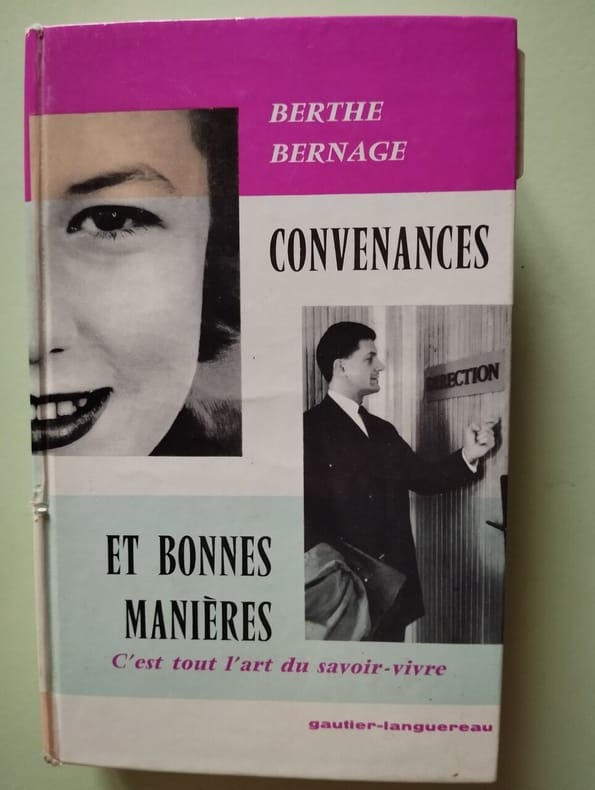 BERTHE
BERNAGE
CONVENANCES
DIRECTION
ET BONNES
MANIÈRES
C'est tout l'art du savoir-vivre
gautier-languereau